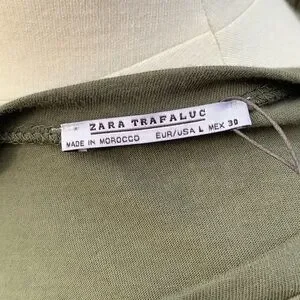 ZARA TRAFALUC
MADE IN MOROCCO EUR/USA L MEX 30